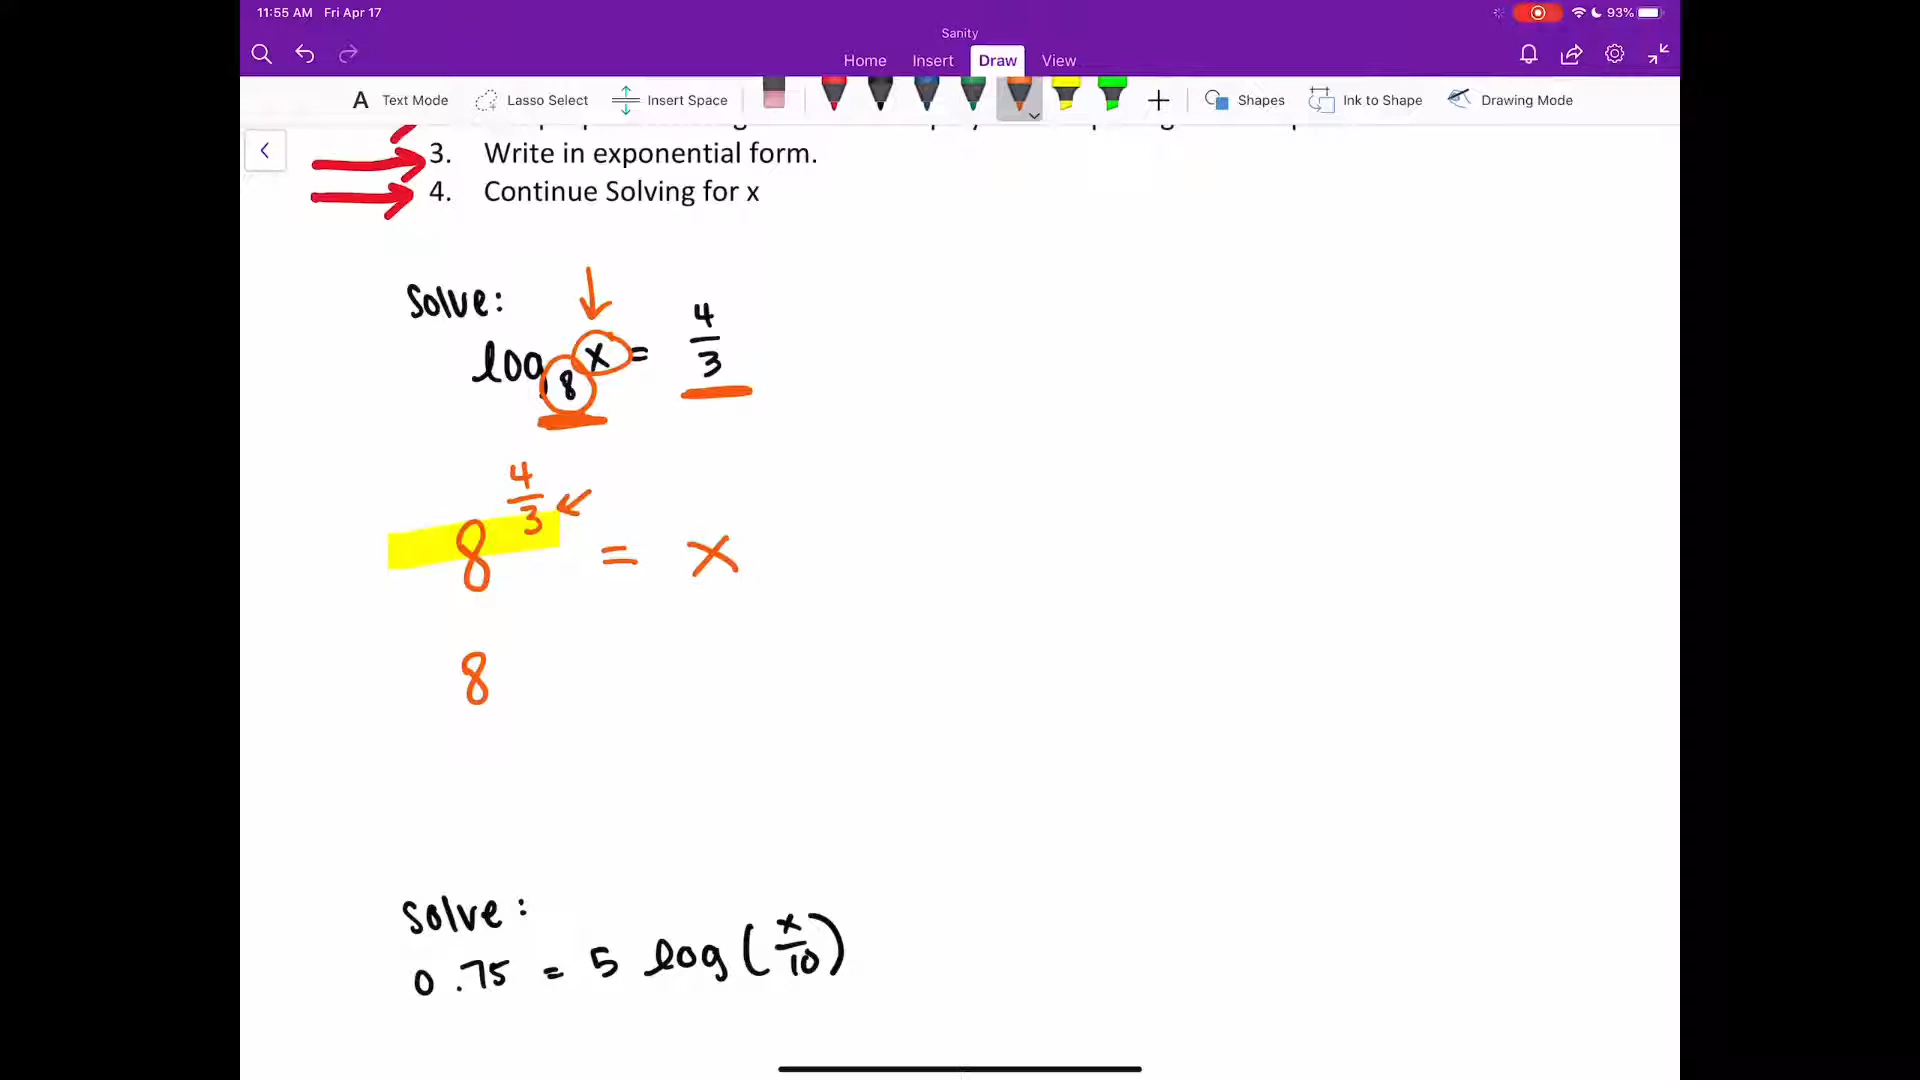 11:55 AM Fri Apr 17
93%
Sanity
Home Insert Draw View
Text Mode Lasso Select Insert Space Shapes Ink to Shape Drawing Mode
3. Write in exponential form.
4. Continue Solving for x
Solve:
log₈ x = 4/3
8^(4/3) = x
8
Solve:
0.75 = 5 log (x/10)